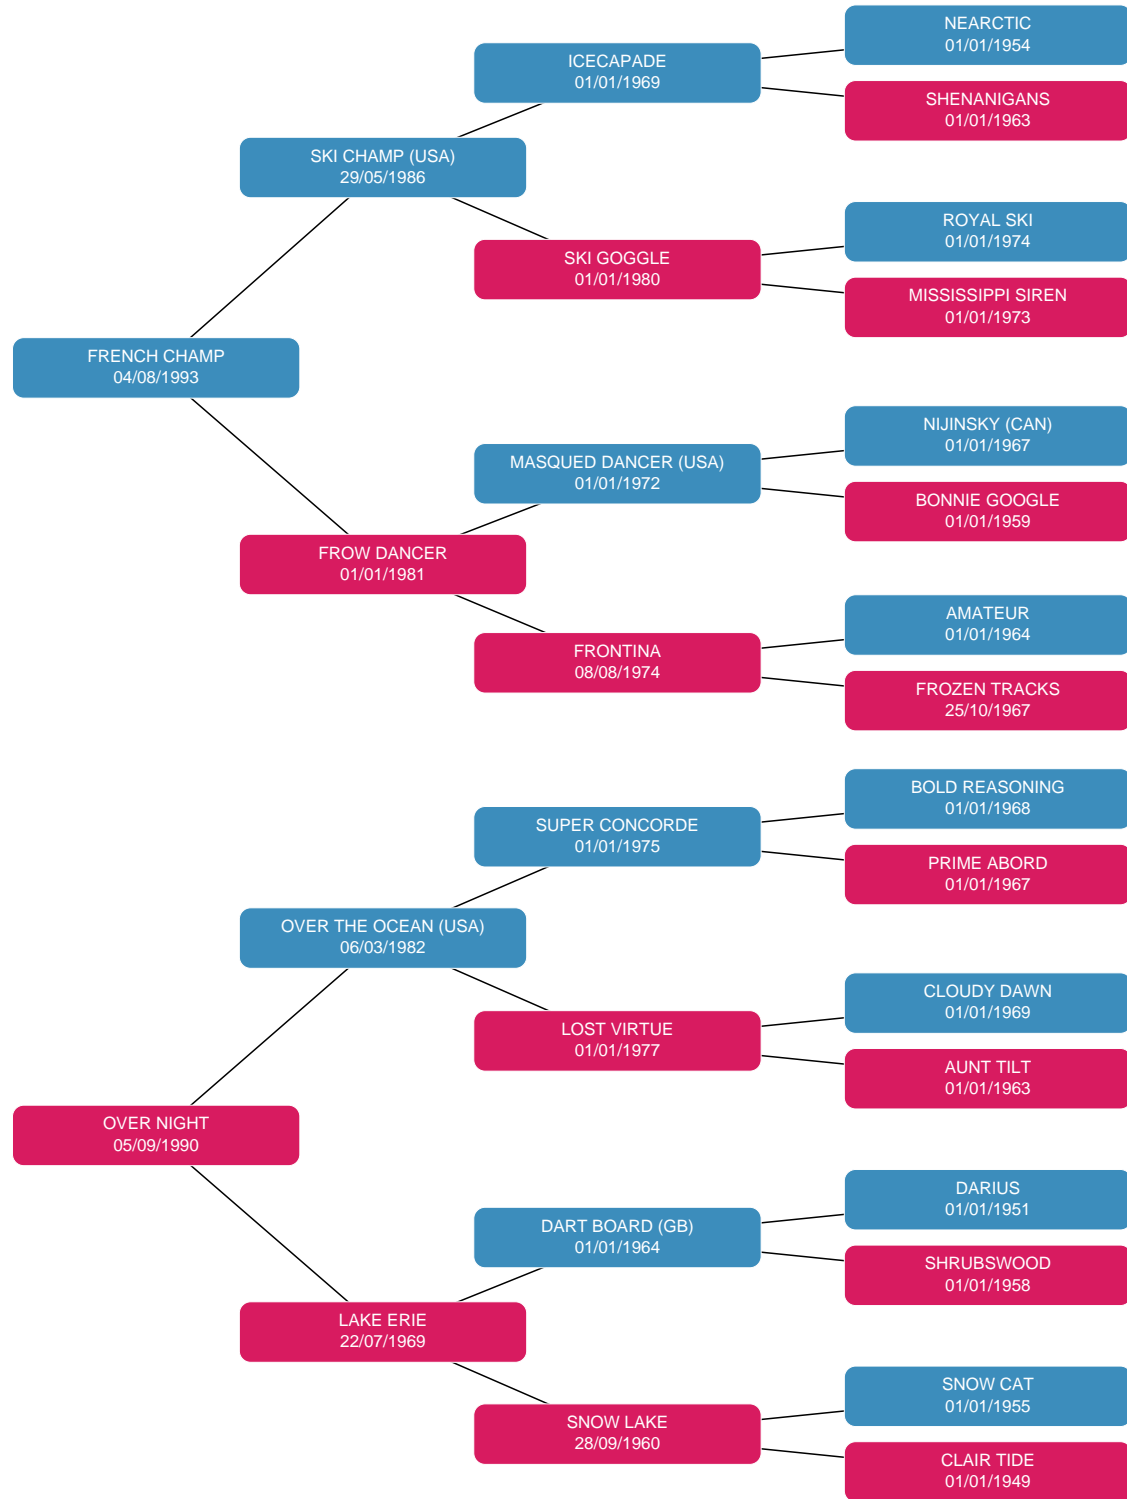 NEARCTIC
01/01/1954
ICECAPADE
01/01/1969
SHENANIGANS
01/01/1963
SKI CHAMP (USA)
29/05/1986
ROYAL SKI
01/01/1974
SKI GOGGLE
01/01/1980
MISSISSIPPI SIREN
01/01/1973
FRENCH CHAMP
04/08/1993
NIJINSKY (CAN)
01/01/1967
MASQUED DANCER (USA)
01/01/1972
BONNIE GOOGLE
01/01/1959
FROW DANCER
01/01/1981
AMATEUR
01/01/1964
FRONTINA
08/08/1974
FROZEN TRACKS
25/10/1967
BOLD REASONING
01/01/1968
SUPER CONCORDE
01/01/1975
PRIME ABORD
01/01/1967
OVER THE OCEAN (USA)
06/03/1982
CLOUDY DAWN
01/01/1969
LOST VIRTUE
01/01/1977
AUNT TILT
01/01/1963
OVER NIGHT
05/09/1990
DARIUS
01/01/1951
DART BOARD (GB)
01/01/1964
SHRUBSWOOD
01/01/1958
LAKE ERIE
22/07/1969
SNOW CAT
01/01/1955
SNOW LAKE
28/09/1960
CLAIR TIDE
01/01/1949